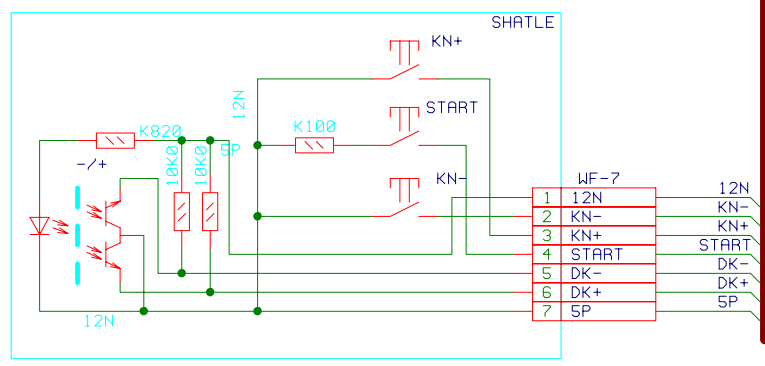 SHATLE
KN+
12N
START
K100
K820
-/+
10K0
10K0
5P
KN-
WF-7
1 12N
2 KN-
3 KN+
4 START
5 DK-
6 DK+
7 5P
12N
KN-
KN+
START
DK-
DK+
5P
12N